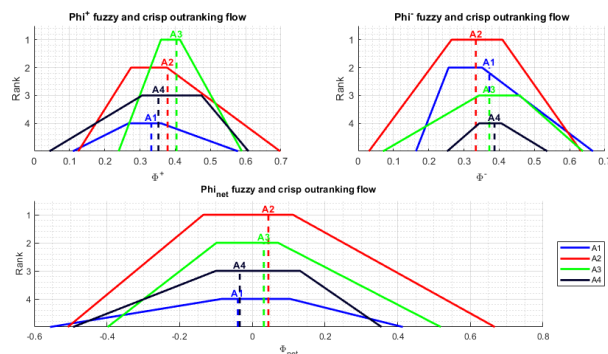 Phi+ fuzzy and crisp outranking flow
Rank
1
2
3
4
A3
A2
A4
A1
0 0.1 0.2 0.3 0.4 0.5 0.6 0.7
Φ+
Phi- fuzzy and crisp outranking flow
Rank
1
2
3
4
A2
A1
A3
A4
0 0.1 0.2 0.3 0.4 0.5 0.6 0.7
Φ-
Phinet fuzzy and crisp outranking flow
Rank
1
2
3
4
A2
A3
A4
A1
-0.6 -0.4 -0.2 0 0.2 0.4 0.6 0.8
Φnet
A1
A2
A3
A4